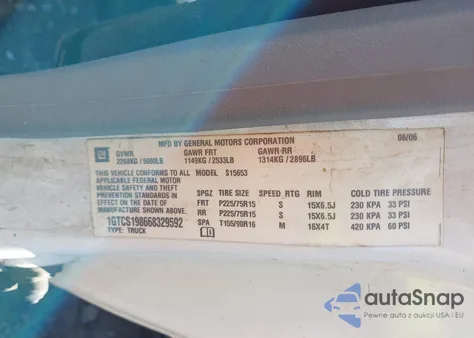 MFD BY GENERAL MOTORS CORPORATION 06/06
GM GVWR GAWR FRT GAWR RR
2268KG / 5000LB 1149KG / 2533LB 1314KG / 2896LB
THIS VEHICLE CONFORMS TO ALL MODEL S15653
APPLICABLE FEDERAL MOTOR
VEHICLE SAFETY AND THEFT SPGZ TIRE SIZE SPEED RTG RIM COLD TIRE PRESSURE
PREVENTION STANDARDS IN
EFFECT ON THE DATE OF FRT P225/75R15 S 15X6.5J 230 KPA 33 PSI
MANUFACTURE SHOWN ABOVE. RR P225/75R15 S 15X6.5J 230 KPA 33 PSI
1GTCS198668329592 SPA T155/90R16 M 16X4T 420 KPA 60 PSI
TYPE: TRUCK
autoSnap
Pewne auta z aukcji USA i EU